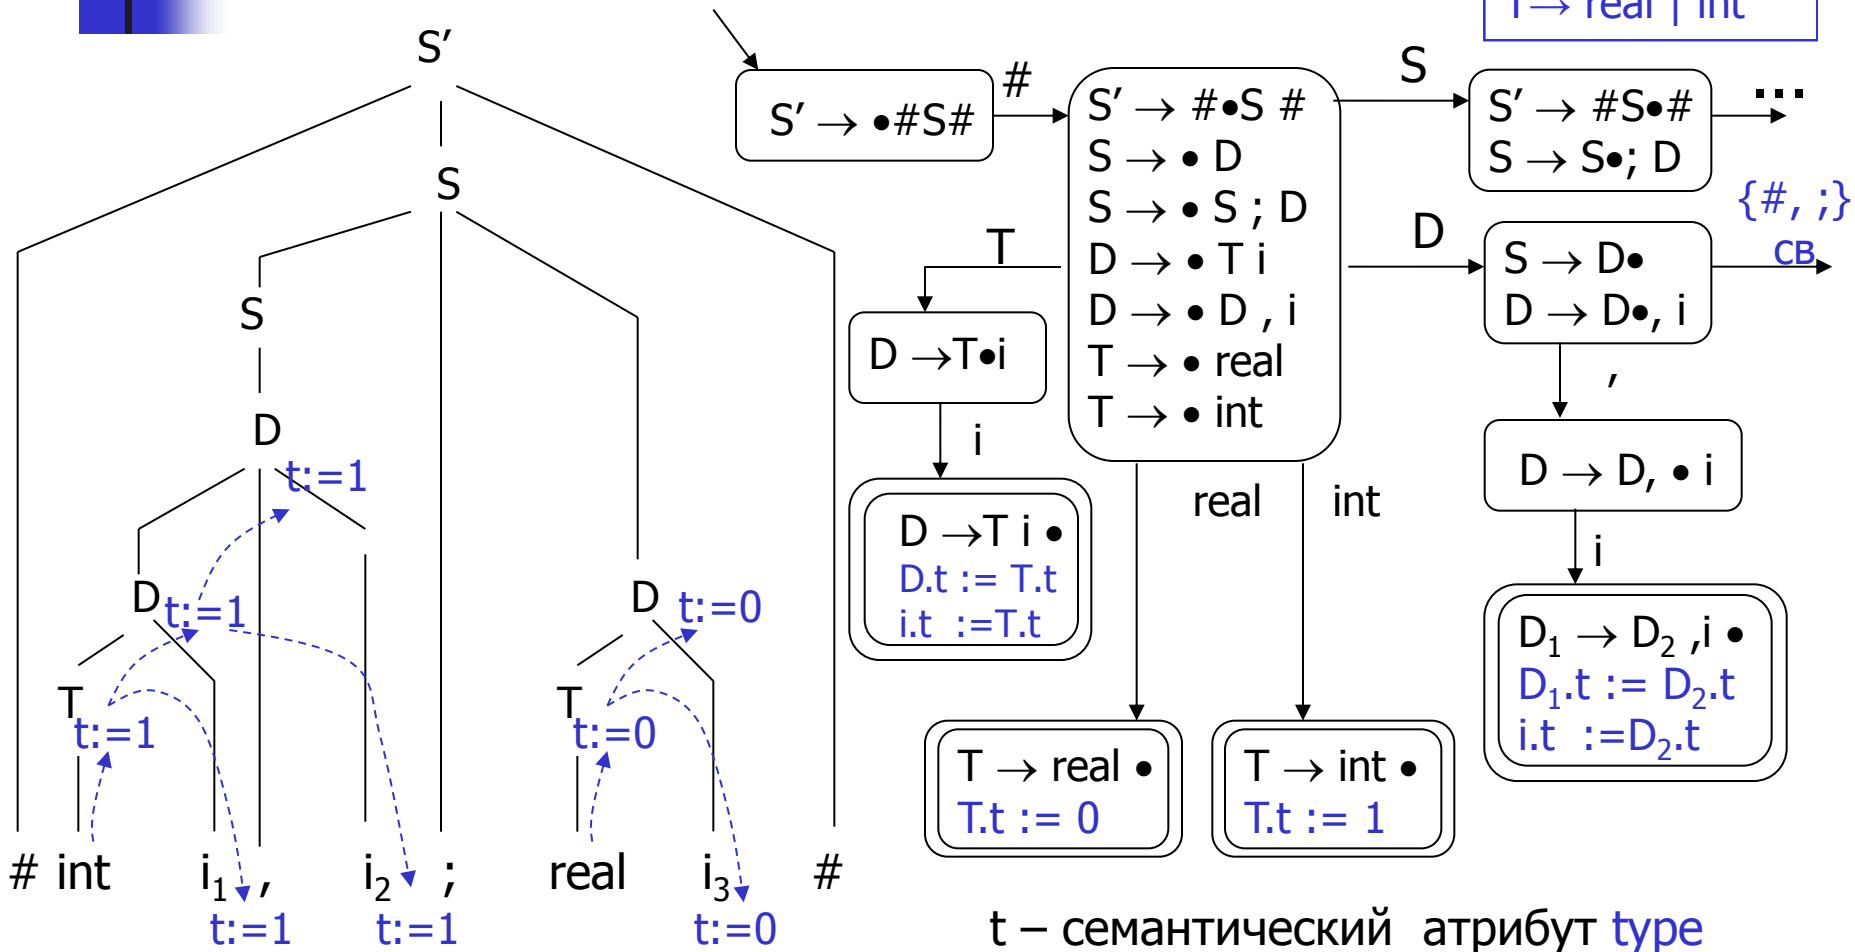 T→ real | int
S′
S
S
D
t:=1
D
t:=1
T
t:=1
D
t:=0
T
t:=0
# int i₁ , i₂ ; real i₃ #
t:=1 t:=1 t:=0
S′ → •#S#
#
S′ → #•S #
S → • D
S → • S ; D
D → • T i
D → • D , i
T → • real
T → • int
S
S′ → #S•#
S → S•; D
...
{#, ;}
св
D
S → D•
D → D•, i
,
D → D, • i
i
D₁ → D₂ ,i •
D₁.t := D₂.t
i.t :=D₂.t
T
D →T•i
i
D →T i •
D.t := T.t
i.t :=T.t
real
int
T → real •
T.t := 0
T → int •
T.t := 1
t – семантический атрибут type